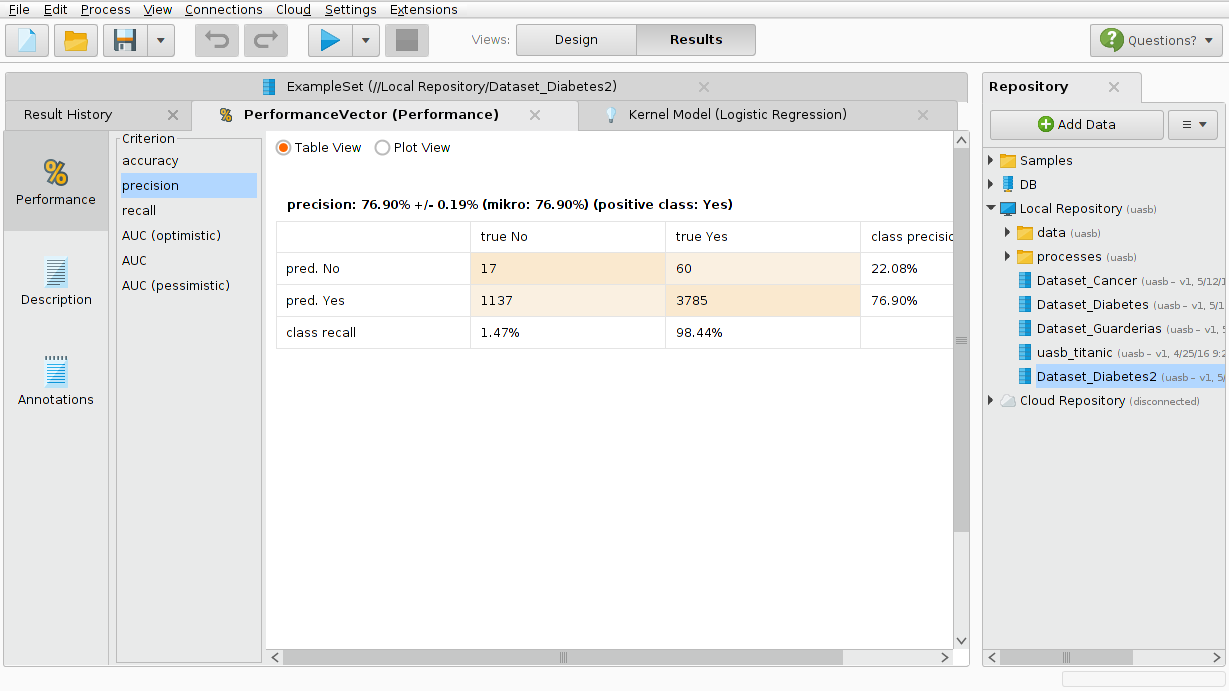 File Edit Process View Connections Cloud Settings Extensions
Views: Design Results Questions?
ExampleSet (//Local Repository/Dataset_Diabetes2)
Result History PerformanceVector (Performance) Kernel Model (Logistic Regression)
Performance
Description
Annotations
Criterion
accuracy
precision
recall
AUC (optimistic)
AUC
AUC (pessimistic)
Table View Plot View
precision: 76.90% +/- 0.19% (mikro: 76.90%) (positive class: Yes)
true No true Yes class precisio
pred. No 17 60 22.08%
pred. Yes 1137 3785 76.90%
class recall 1.47% 98.44%
Repository
Add Data
Samples
DB
Local Repository (uasb)
data (uasb)
processes (uasb)
Dataset_Cancer (uasb – v1, 5/12/1
Dataset_Diabetes (uasb – v1, 5/1
Dataset_Guarderias (uasb – v1, 5
uasb_titanic (uasb – v1, 4/25/16 9:2
Dataset_Diabetes2 (uasb – v1, 5/
Cloud Repository (disconnected)